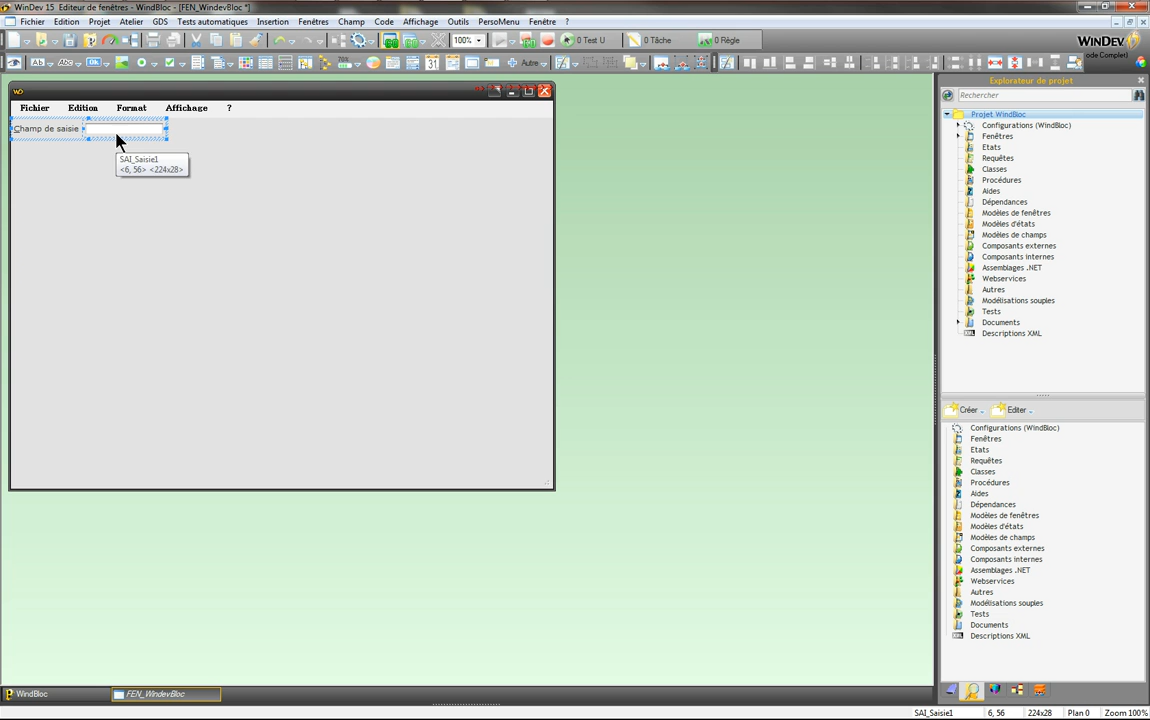 WinDev 15 Editeur de fenêtres - WindBloc - [FEN_WindevBloc *]
Fichier Edition Projet Atelier GDS Tests automatiques Insertion Fenêtres Champ Code Affichage Outils PersoMenu Fenêtre ?
100% 0 Test U 0 Tâche 0 Règle WINDEV
ode Complet)
Autre
Explorateur de projet
Rechercher
Fichier Edition Format Affichage ?
Champ de saisie
SAI_Saisie1
<6, 56> <224x28>
Projet WindBloc
Configurations (WindBloc)
Fenêtres
Etats
Requêtes
Classes
Procédures
Aides
Dépendances
Modèles de fenêtres
Modèles d'états
Modèles de champs
Composants externes
Composants internes
Assemblages .NET
Webservices
Autres
Modélisations souples
Tests
Documents
Descriptions XML
Créer Editer
Configurations (WindBloc)
Fenêtres
Etats
Requêtes
Classes
Procédures
Aides
Dépendances
Modèles de fenêtres
Modèles d'états
Modèles de champs
Composants externes
Composants internes
Assemblages .NET
Webservices
Autres
Modélisations souples
Tests
Documents
Descriptions XML
WindBloc FEN_WindevBloc
SAI_Saisie1 6, 56 224x28 Plan 0 Zoom 100%